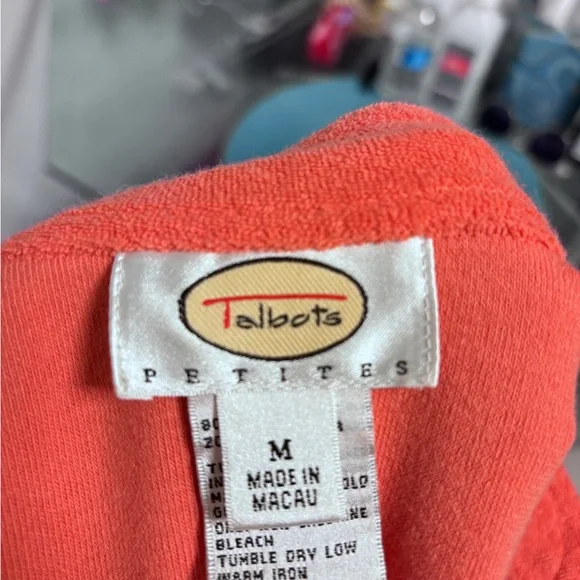 Talbots
PETITES
M
MADE IN
MACAU
BLEACH
TUMBLE DRY LOW
WARM IRON